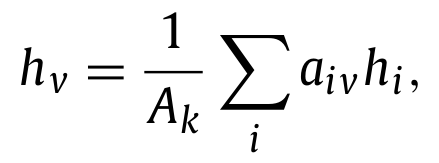 $h_v = \frac{1}{A_k} \sum_i a_{iv} h_i,$